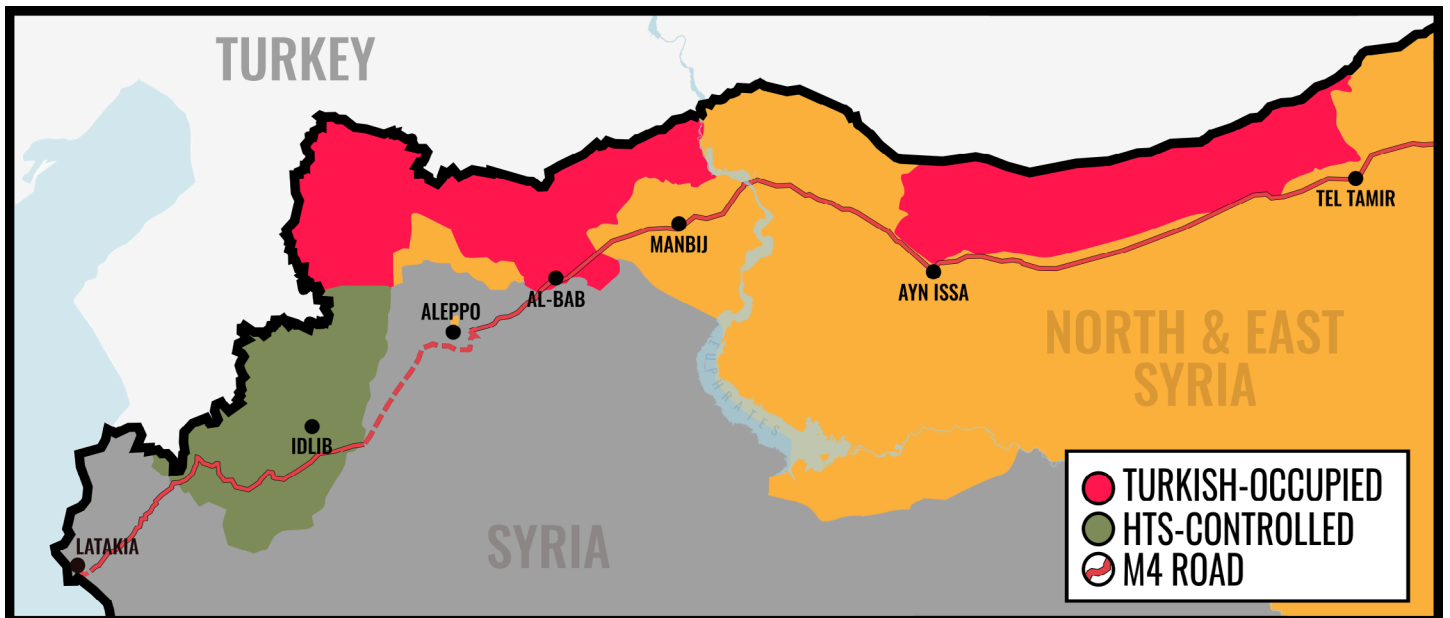 TURKEY
TEL TAMIR
MANBIJ
AYN ISSA
AL-BAB
ALEPPO
NORTH & EAST
SYRIA
EUPHRATES
IDLIB
LATAKIA
SYRIA
TURKISH-OCCUPIED
HTS-CONTROLLED
M4 ROAD